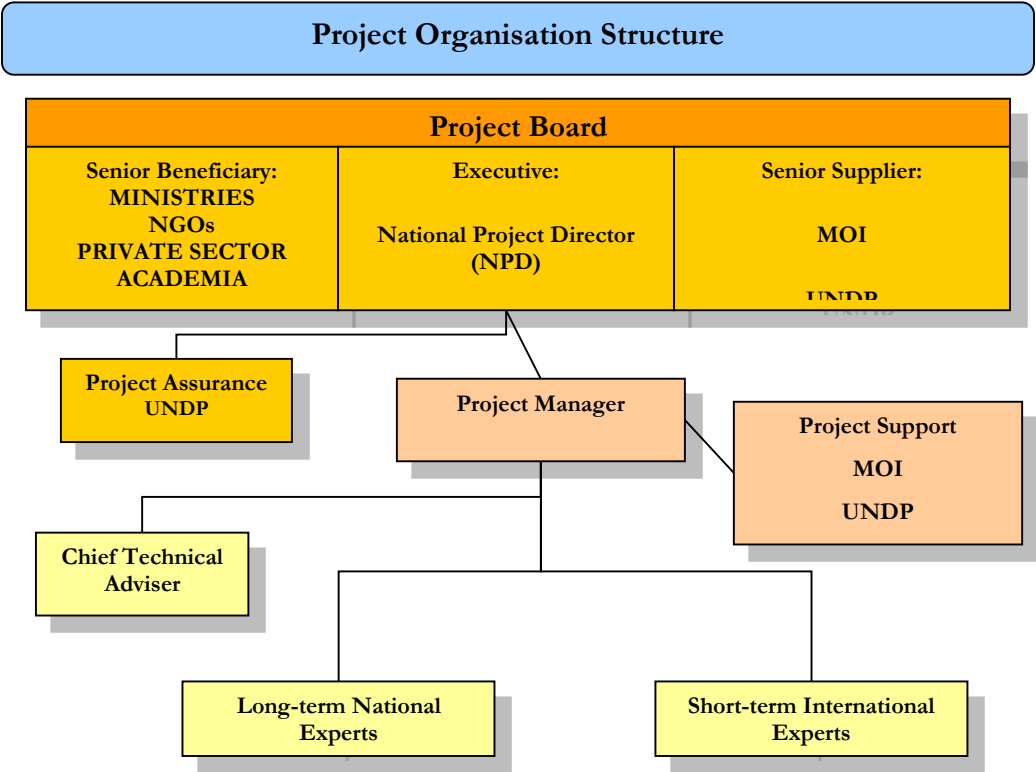 Project Organisation Structure
Project Board
Senior Beneficiary:
MINISTRIES
NGOs
PRIVATE SECTOR
ACADEMIA
Executive:
National Project Director
(NPD)
Senior Supplier:
MOI
UNDP
Project Assurance
UNDP
Project Manager
Project Support
MOI
UNDP
Chief Technical
Adviser
Long-term National
Experts
Short-term International
Experts